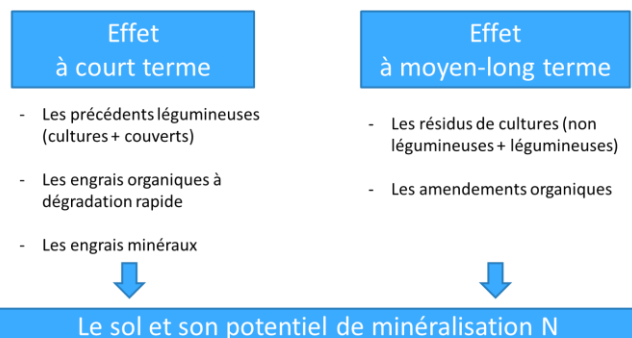 Effet
à court terme
- Les précédents légumineuses
(cultures + couverts)
- Les engrais organiques à
dégradation rapide
- Les engrais minéraux
Effet
à moyen-long terme
- Les résidus de cultures (non
légumineuses + légumineuses)
- Les amendements organiques
Le sol et son potentiel de minéralisation N